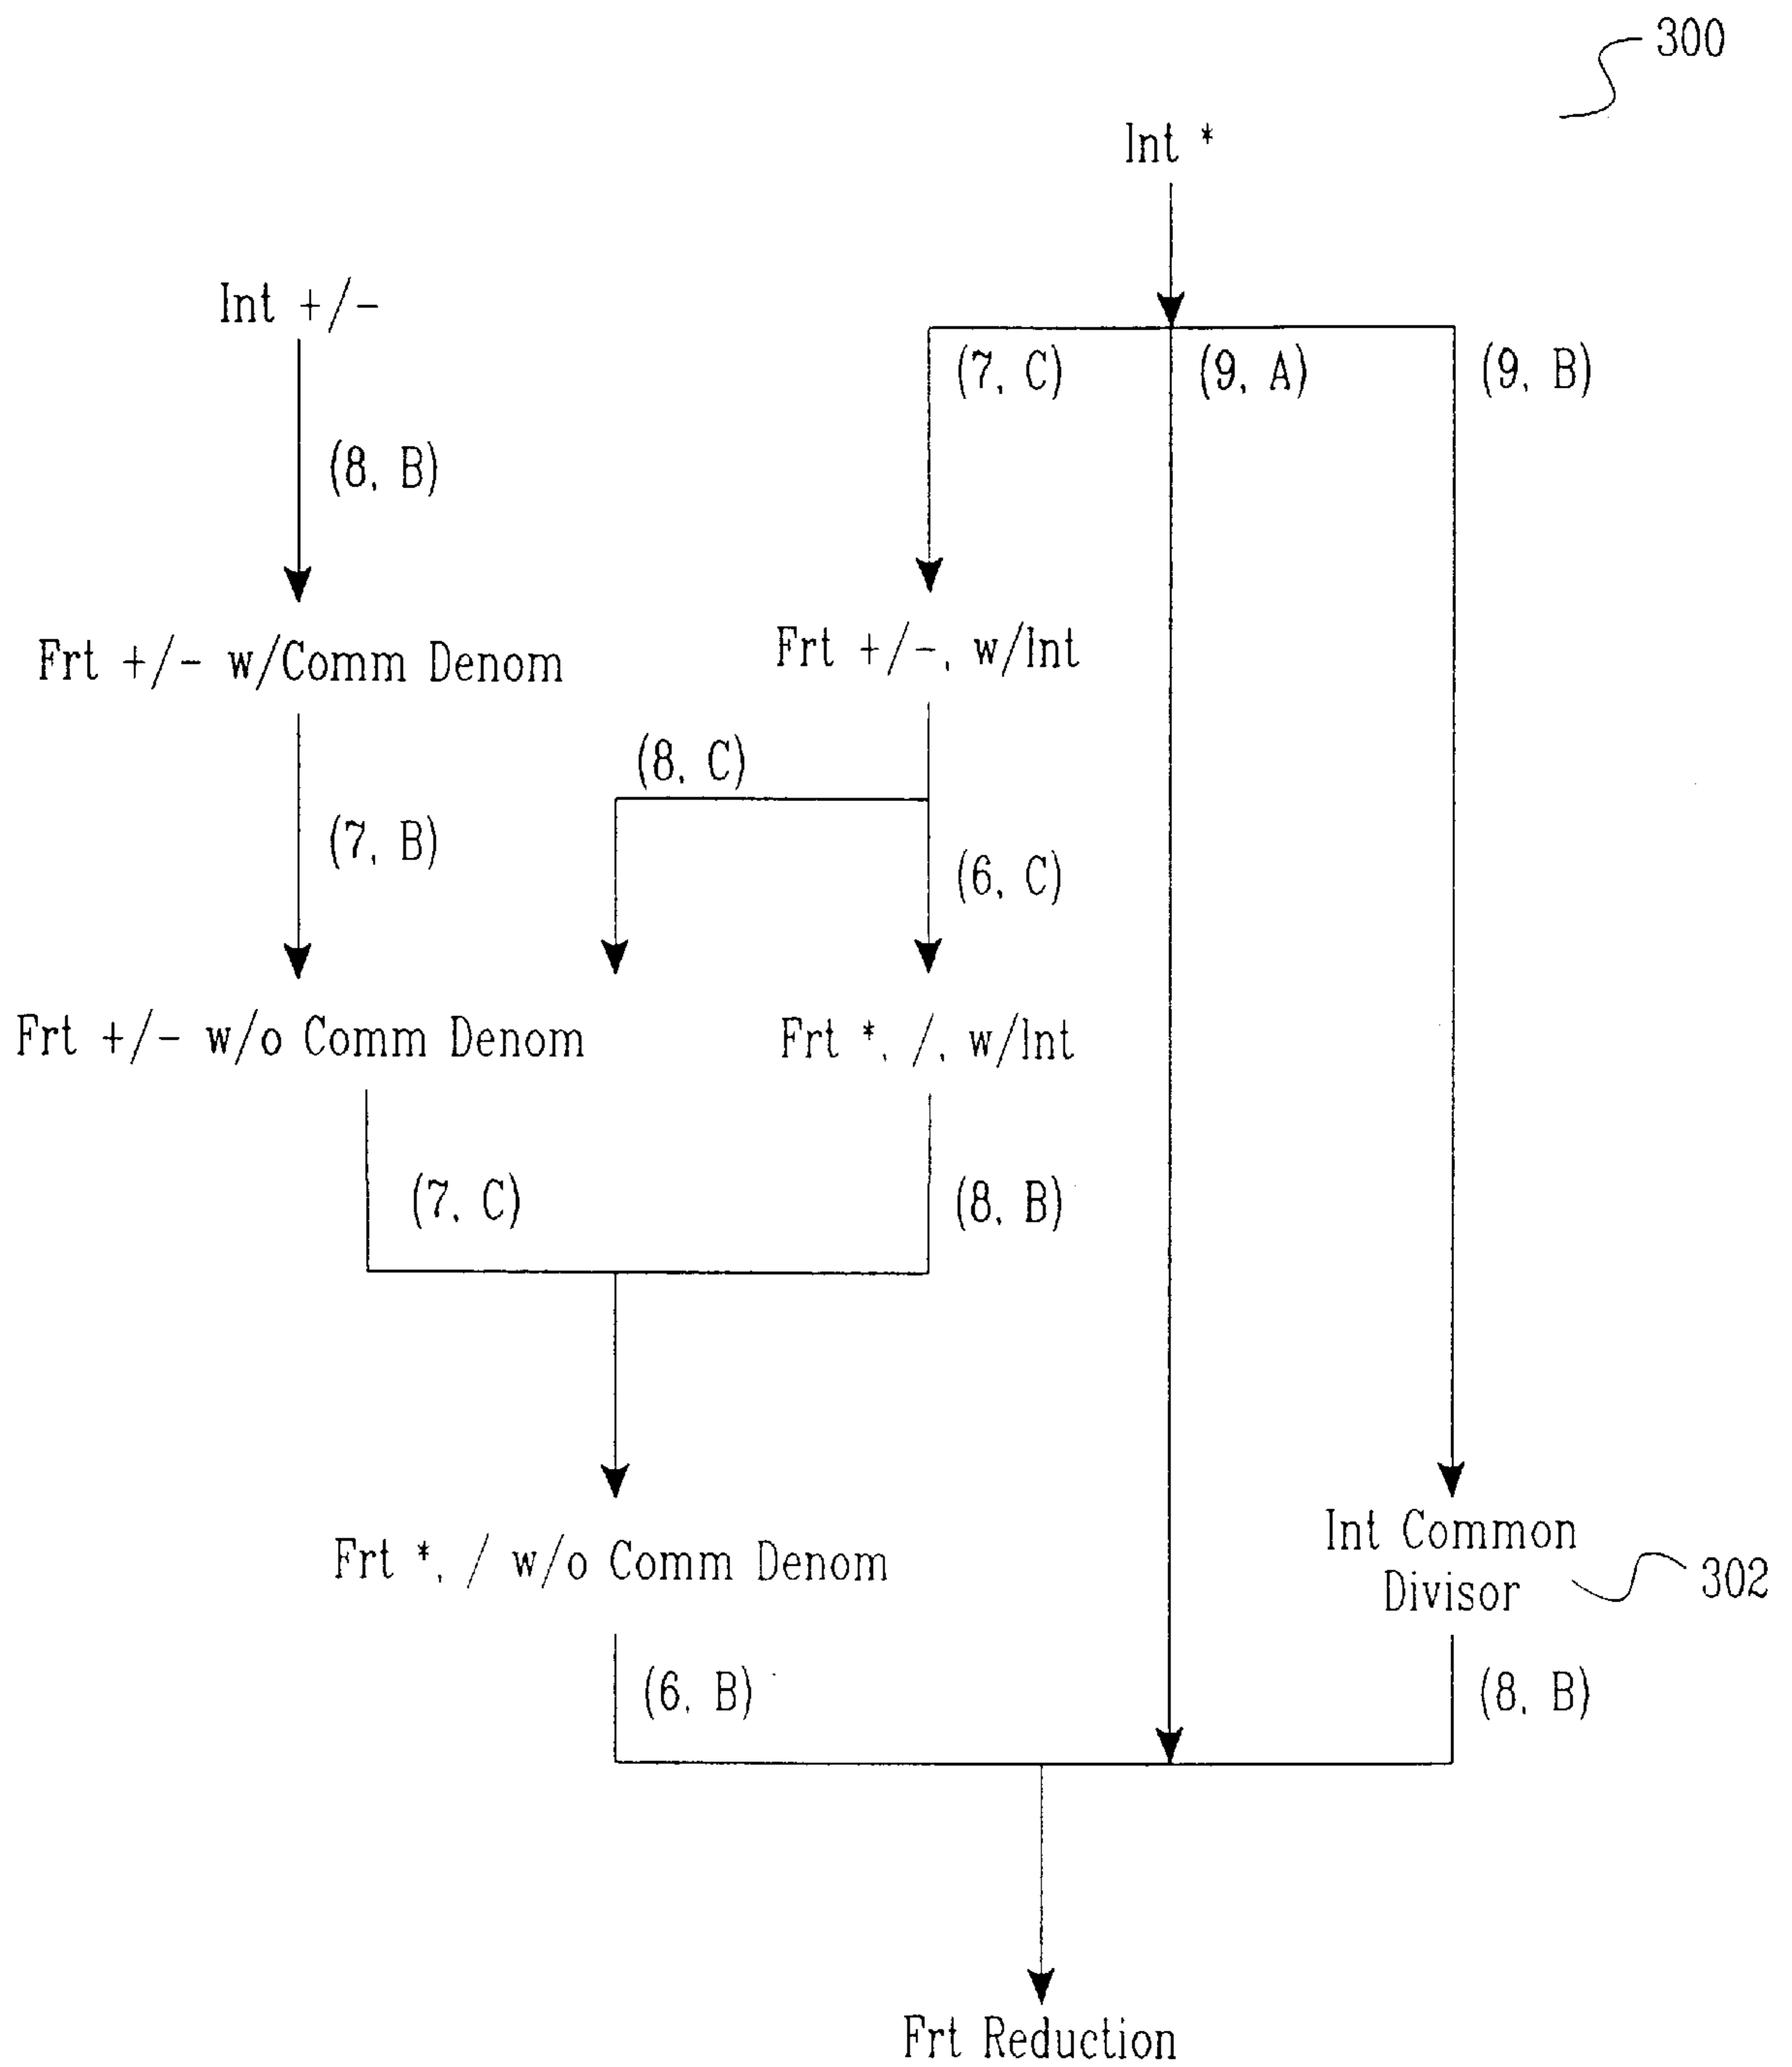 300
Int *
Int +/-
(7, C)
(9, A)
(9, B)
(8, B)
Frt +/- w/Comm Denom
Frt +/-, w/Int
(8, C)
(7, B)
(6, C)
Frt +/- w/o Comm Denom
Frt *, /, w/Int
(7, C)
(8, B)
Int Common
Divisor
302
Frt *, / w/o Comm Denom
(6, B)
(8, B)
Frt Reduction